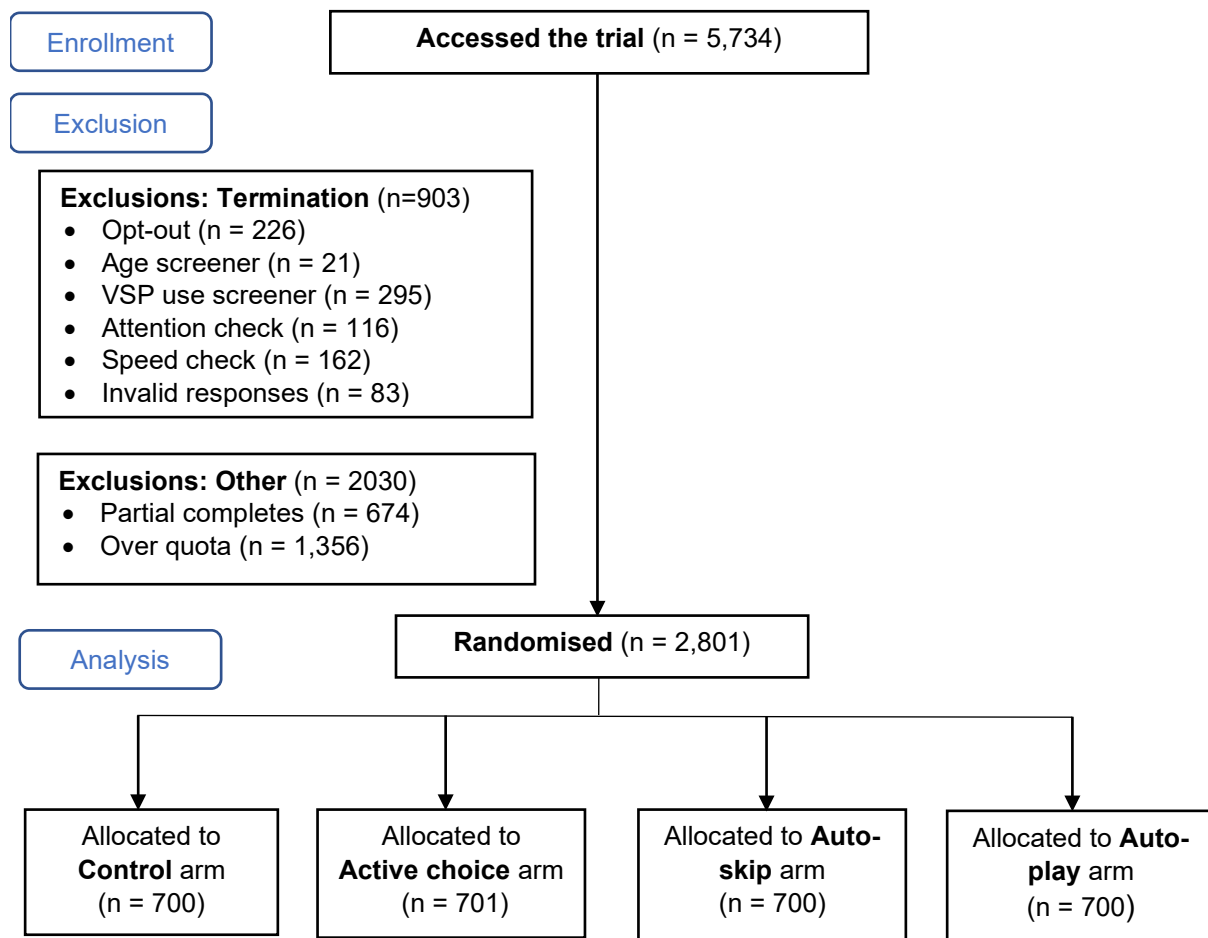 Enrollment
Accessed the trial (n = 5,734)
Exclusion
Exclusions: Termination (n=903)
• Opt-out (n = 226)
• Age screener (n = 21)
• VSP use screener (n = 295)
• Attention check (n = 116)
• Speed check (n = 162)
• Invalid responses (n = 83)
Exclusions: Other (n = 2030)
• Partial completes (n = 674)
• Over quota (n = 1,356)
Analysis
Randomised (n = 2,801)
Allocated to
Control arm
(n = 700)
Allocated to
Active choice arm
(n = 701)
Allocated to Auto-
skip arm
(n = 700)
Allocated to Auto-
play arm
(n = 700)